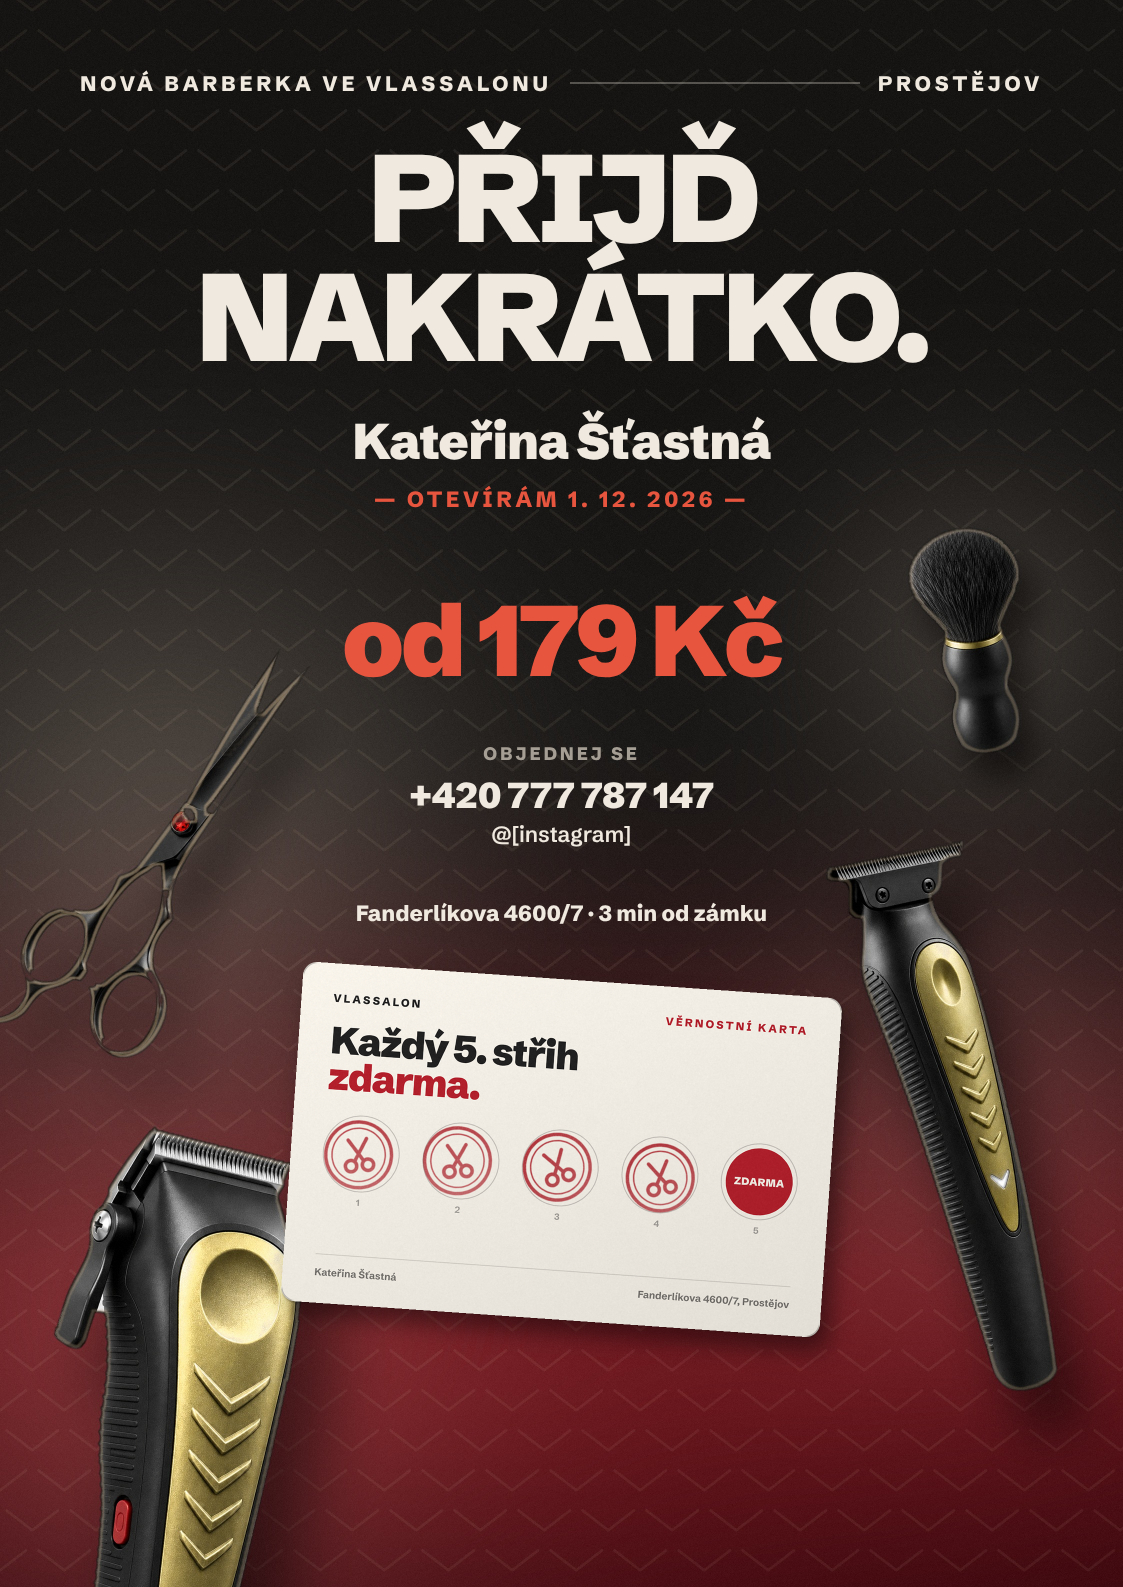 NOVÁ BARBERKA VE VLASSALONU PROSTĚJOV
PŘIJĎ
NAKRÁTKO.
Kateřina Šťastná
— OTEVÍRÁM 1. 12. 2026 —
od 179 Kč
OBJEDNEJ SE
+420 777 787 147
@[instagram]
Fanderlíkova 4600/7 · 3 min od zámku
VLASSALON
VĚRNOSTNÍ KARTA
Každý 5. střih
zdarma.
ZDARMA
1 2 3 4 5
Kateřina Šťastná
Fanderlíkova 4600/7, Prostějov